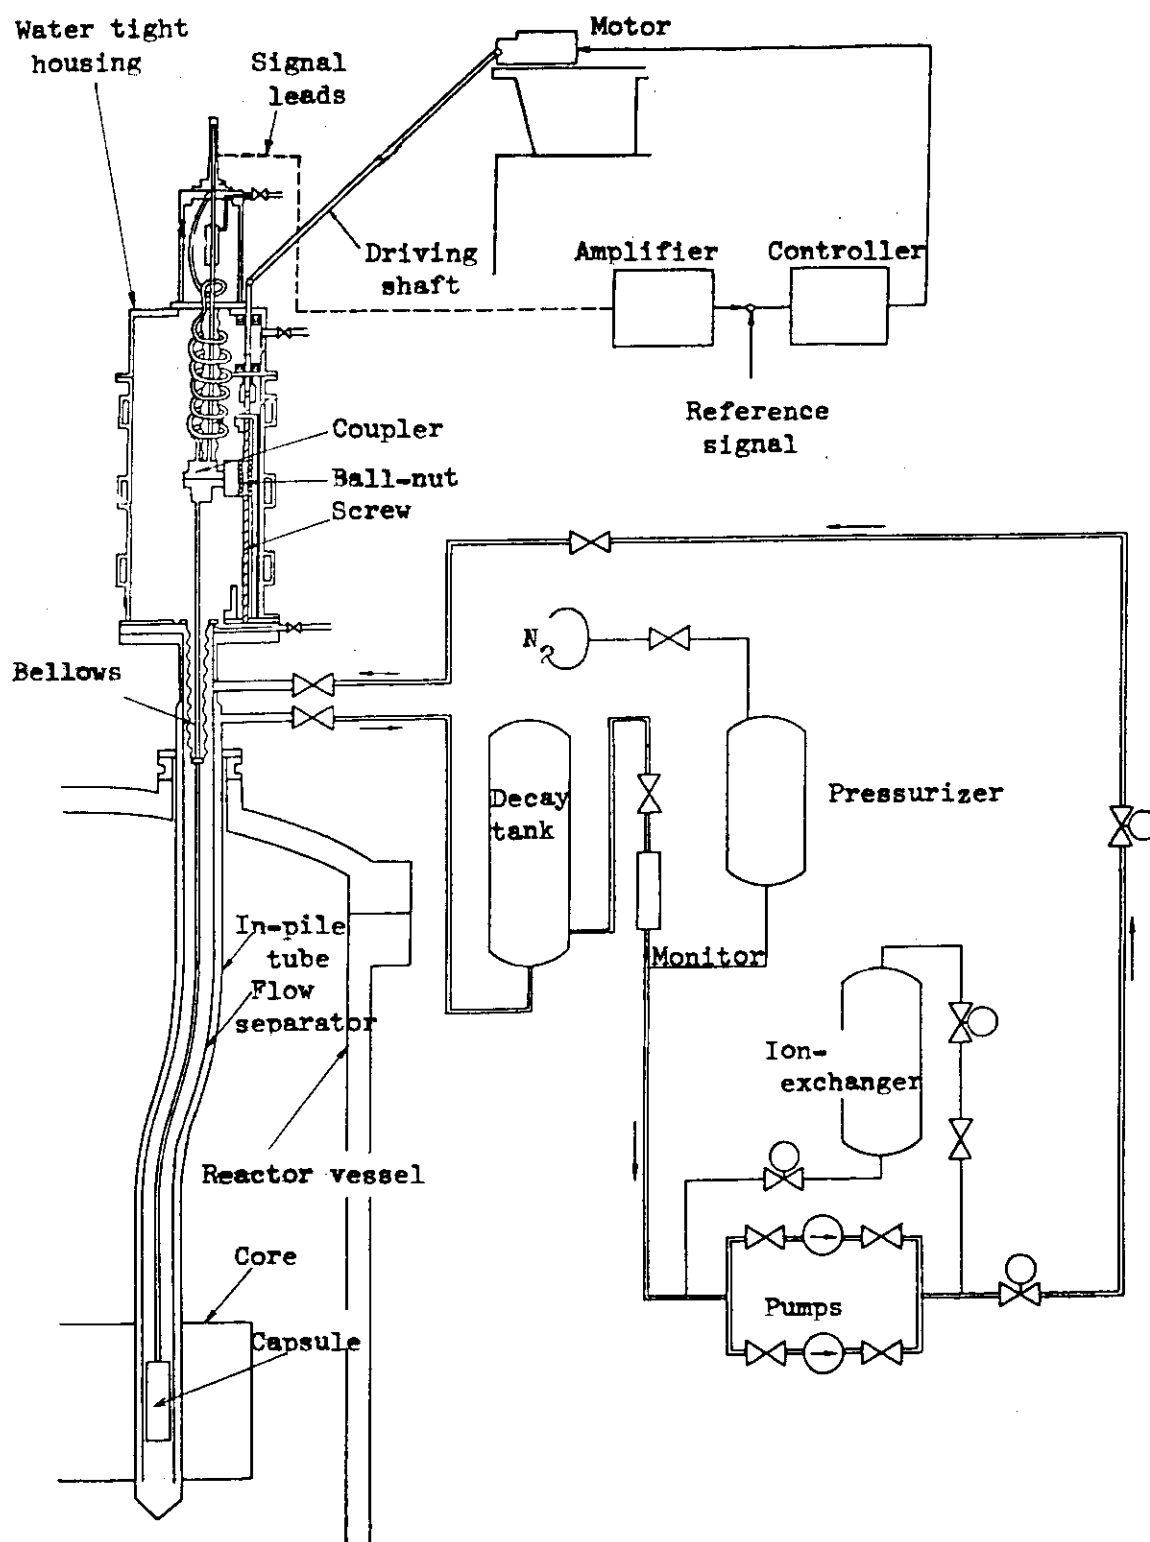 Water tight
housing
Signal
leads
Motor
Driving
shaft
Amplifier
Controller
Reference
signal
Coupler
Ball-nut
Screw
Bellows
N2
Decay
tank
Pressurizer
Monitor
In-pile
tube
Flow
separator
Ion-
exchanger
Reactor vessel
Core
Pumps
Capsule